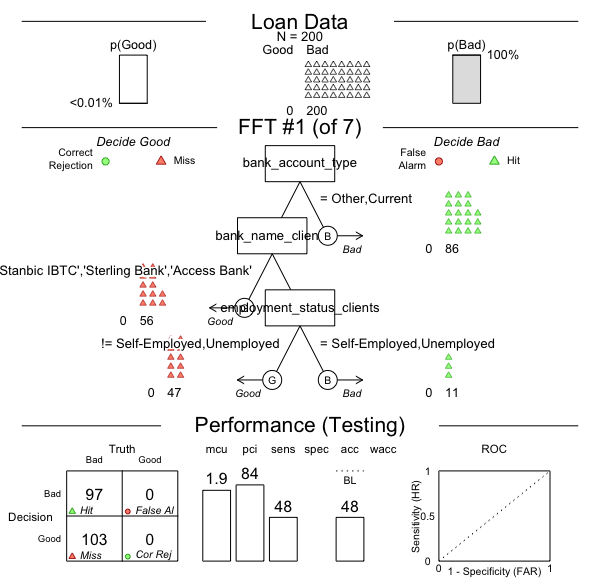 Loan Data
N = 200
p(Good)
Good Bad
p(Bad)
100%
<0.01%
0 200
FFT #1 (of 7)
Decide Good
Decide Bad
Correct
Rejection
Miss
False
Alarm
Hit
bank_account_type
= Other,Current
B
Bad
0 86
bank_name_clien
Stanbic IBTC','Sterling Bank','Access Bank'
0 56
Good
employment_status_clients
!= Self-Employed,Unemployed
= Self-Employed,Unemployed
G
B
Good
Bad
0 47
0 11
Performance (Testing)
Truth
Bad Good
mcu pci sens spec acc wacc
ROC
Decision
Bad
97
Hit
0
False Al
Good
103
Miss
0
Cor Rej
1.9
84
48
BL
48
Sensitivity (HR)
1
0.5
0
0
1 - Specificity (FAR)
1